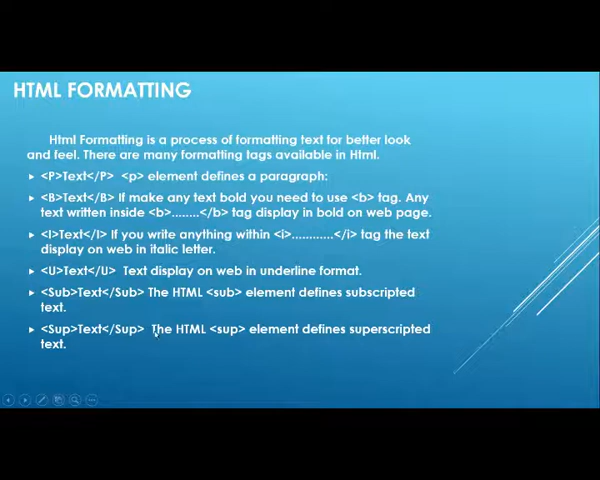 HTML FORMATTING
Html Formatting is a process of formatting text for better look
and feel. There are many formatting tags available in Html.
<P>Text</P> <p> element defines a paragraph:
<B>Text</B> If make any text bold you need to use <b> tag. Any
text written inside <b>........</b> tag display in bold on web page.
<I>Text</I> If you write anything within <i>............</i> tag the text
display on web in italic letter.
<U>Text</U> Text display on web in underline format.
<Sub>Text</Sub> The HTML <sub> element defines subscripted
text.
<Sup>Text</Sup> The HTML <sup> element defines superscripted
text.